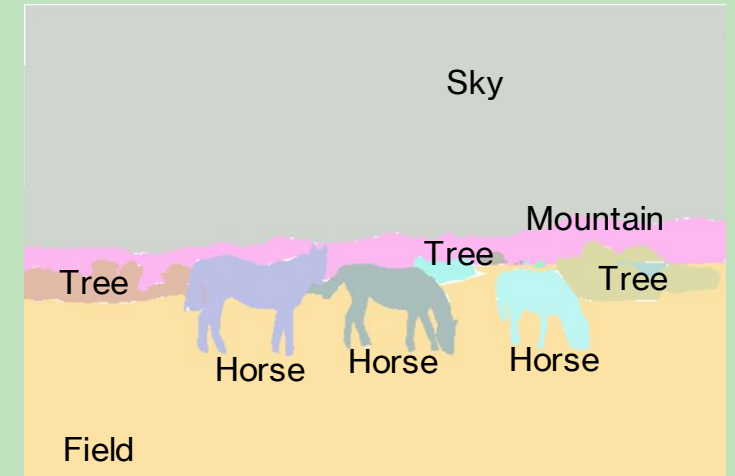 Sky
Mountain
Tree
Tree
Tree
Horse
Horse
Horse
Field